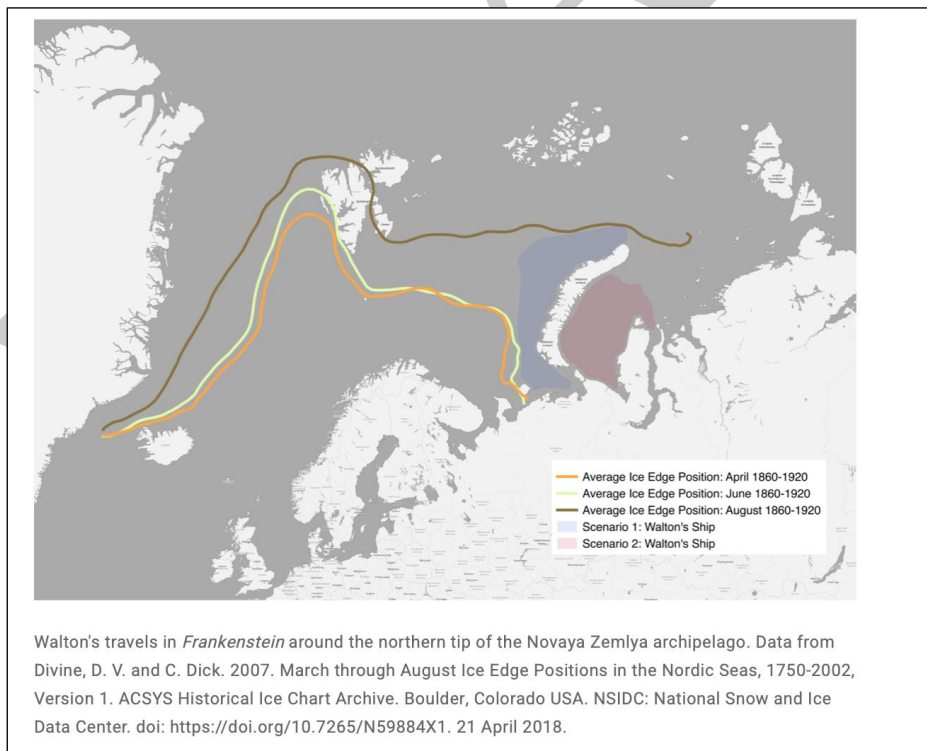 Average Ice Edge Position: April 1860-1920
Average Ice Edge Position: June 1860-1920
Average Ice Edge Position: August 1860-1920
Scenario 1: Walton's Ship
Scenario 2: Walton's Ship
Walton's travels in Frankenstein around the northern tip of the Novaya Zemlya archipelago. Data from
Divine, D. V. and C. Dick. 2007. March through August Ice Edge Positions in the Nordic Seas, 1750-2002,
Version 1. ACSYS Historical Ice Chart Archive. Boulder, Colorado USA. NSIDC: National Snow and Ice
Data Center. doi: https://doi.org/10.7265/N59884X1. 21 April 2018.